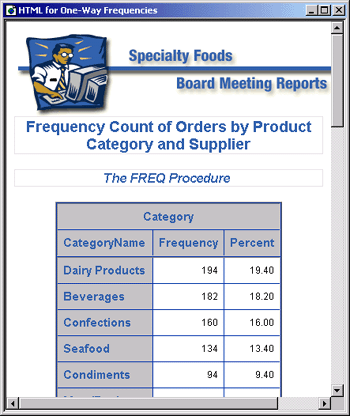 HTML for One-Way Frequencies
Specialty Foods
Board Meeting Reports
Frequency Count of Orders by Product
Category and Supplier
The FREQ Procedure
Category
CategoryName Frequency Percent
Dairy Products 194 19.40
Beverages 182 18.20
Confections 160 16.00
Seafood 134 13.40
Condiments 94 9.40